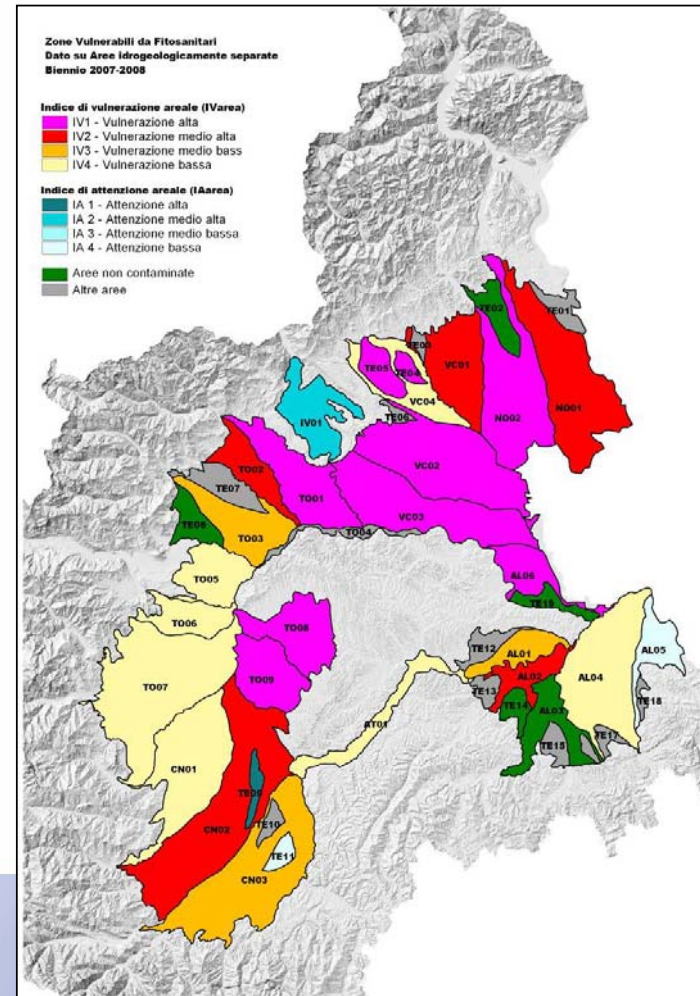 Zone Vulnerabili da Fitosanitari
Dato su Aree idrogeologicamente separate
Biennio 2007-2008
Indice di vulnerazione areale (IVarea)
IV1 - Vulnerazione alta
IV2 - Vulnerazione medio alta
IV3 - Vulnerazione medio bass
IV4 - Vulnerazione bassa
Indice di attenzione areale (IAarea)
IA 1 - Attenzione alta
IA 2 - Attenzione medio alta
IA 3 - Attenzione medio bassa
IA 4 - Attenzione bassa
Aree non contaminate
Altre aree
TE01
TE02
TE03
TE05
TE04
VC01
VC04
NO02
NO01
TE06
IV01
VC02
TO02
TE07
TO01
VC03
TE08
TO03
TO04
TO05
AL06
TO06
TO08
TE12
AL01
AL05
TO07
TO09
AL02
AL04
TE13
TE14
AL03
TE18
AT01
TE17
TE15
CN01
TE09
CN02
TE10
TE11
CN03